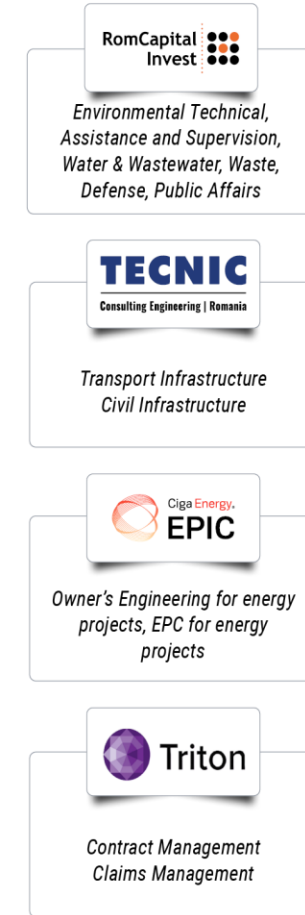 RomCapital
Invest
Environmental Technical,
Assistance and Supervision,
Water & Wastewater, Waste,
Defense, Public Affairs
TECNIC
Consulting Engineering | Romania
Transport Infrastructure
Civil Infrastructure
Ciga Energy.
EPIC
Owner's Engineering for energy
projects, EPC for energy
projects
Triton
Contract Management
Claims Management